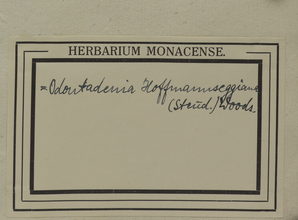 HERBARIUM MONACENSE.
= Odontadenia Hoffmannseggiana
(Steud.) Woods.